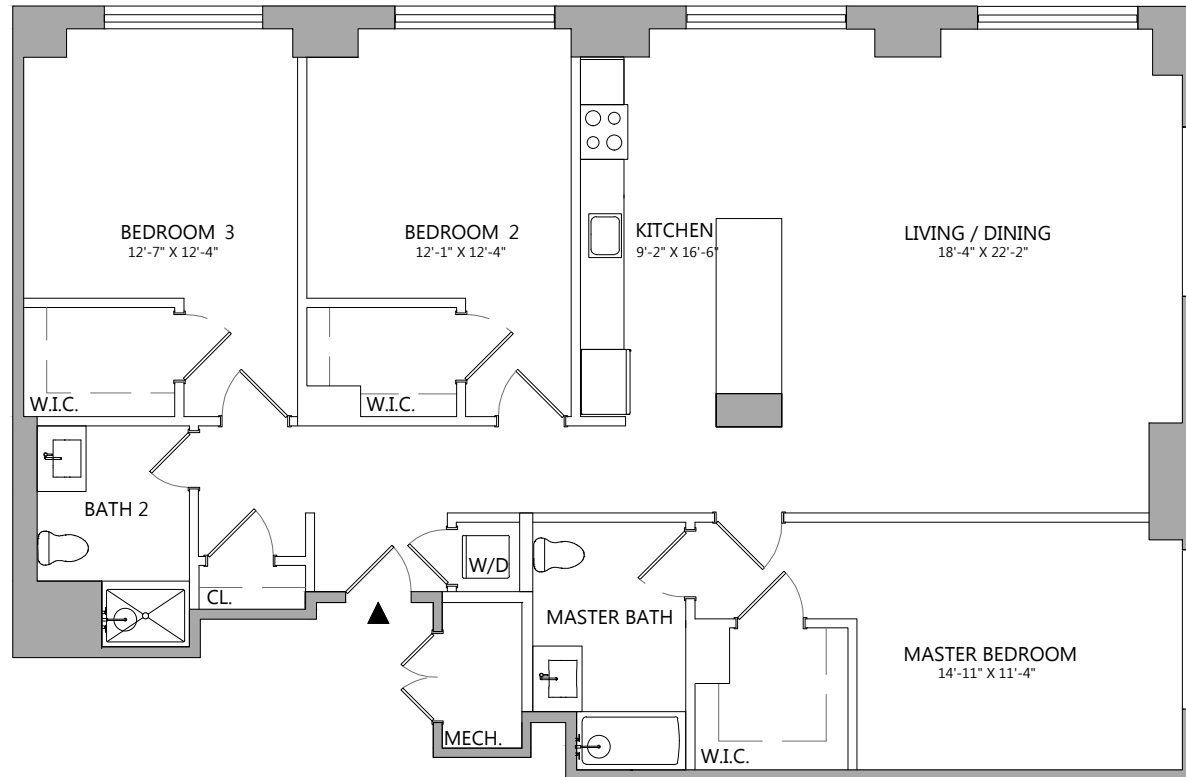 BEDROOM 3
12'-7" X 12'-4"
BEDROOM 2
12'-1" X 12'-4"
KITCHEN
9'-2" X 16'-6"
LIVING / DINING
18'-4" X 22'-2"
W.I.C.
W.I.C.
BATH 2
CL.
W/D
MASTER BATH
MASTER BEDROOM
14'-11" X 11'-4"
MECH.
W.I.C.